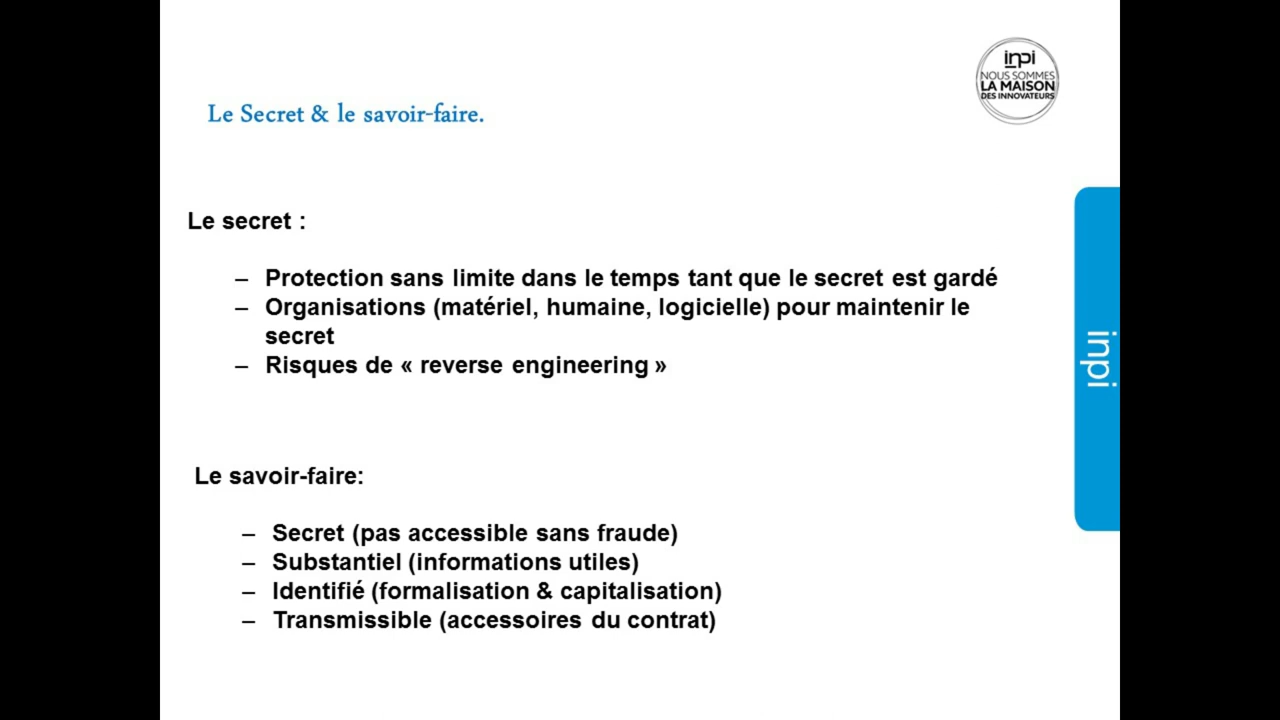 inpi
NOUS SOMMES
LA MAISON
DES INNOVATEURS
Le Secret & le savoir-faire.
Le secret :
– Protection sans limite dans le temps tant que le secret est gardé
– Organisations (matériel, humaine, logicielle) pour maintenir le
secret
– Risques de « reverse engineering »
inpi
Le savoir-faire:
– Secret (pas accessible sans fraude)
– Substantiel (informations utiles)
– Identifié (formalisation & capitalisation)
– Transmissible (accessoires du contrat)